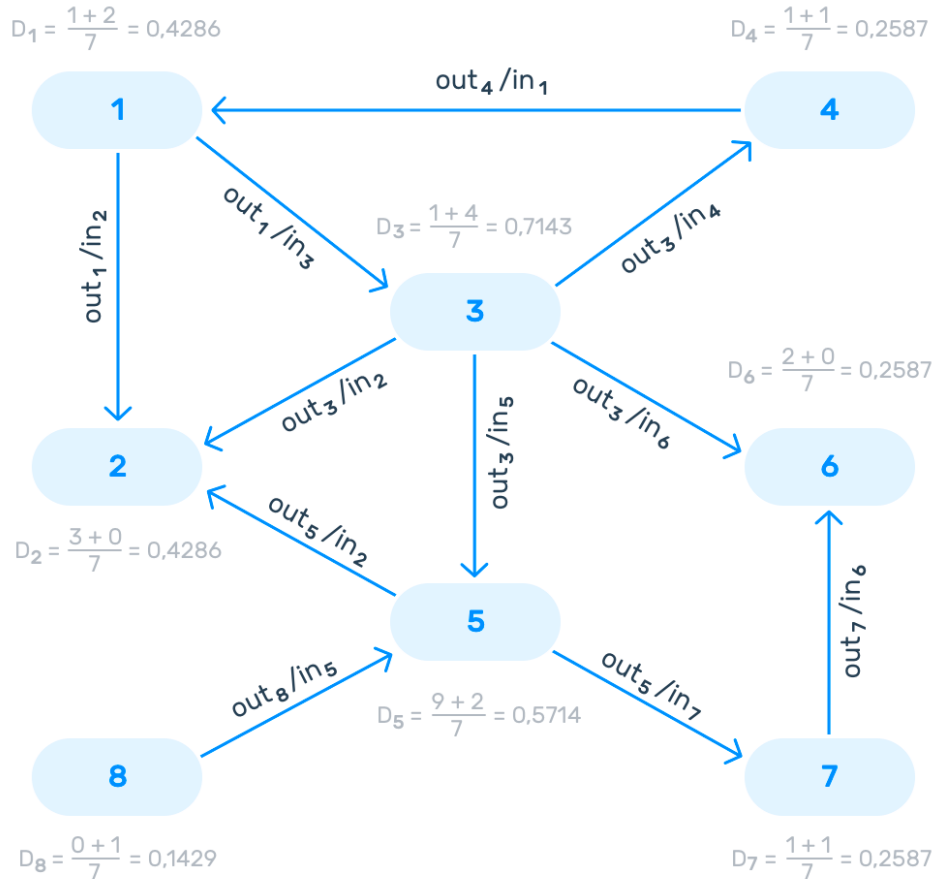 D₁ = (1 + 2)/7 = 0,4286
D₄ = (1 + 1)/7 = 0,2587
out₄/in₁
1
4
out₁/in₂
out₁/in₃
D₃ = (1 + 4)/7 = 0,7143
out₃/in₄
3
D₆ = (2 + 0)/7 = 0,2587
out₃/in₂
out₃/in₅
out₃/in₆
2
6
D₂ = (3 + 0)/7 = 0,4286
out₅/in₂
5
out₇/in₆
out₈/in₅
out₅/in₇
D₅ = (9 + 2)/7 = 0,5714
8
7
D₈ = (0 + 1)/7 = 0,1429
D₇ = (1 + 1)/7 = 0,2587